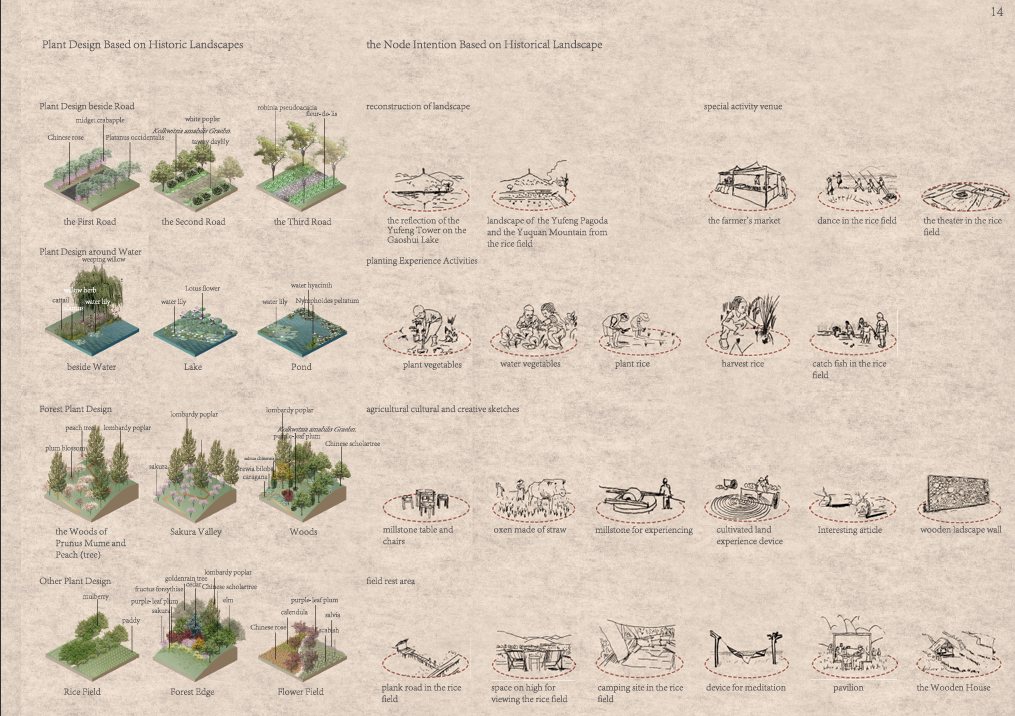 14
Plant Design Based on Historic Landscapes
the Node Intention Based on Historical Landscape
Plant Design beside Road
midget crabapple
Chinese rose
Platanus occidentalis
the First Road
white poplar
Kolkwitzia amabilis Graebn.
tawny daylily
the Second Road
robinia pseudoacacia
fleur-de-lis
the Third Road
reconstruction of landscape
the reflection of the
Yufeng Tower on the
Gaoshui Lake
landscape of the Yufeng Pagoda
and the Yuquan Mountain from
the rice field
special activity venue
the farmer's market
dance in the rice field
the theater in the rice
field
Plant Design around Water
weeping willow
willow herb
cattail
water lily
beside Water
Lotus flower
water lily
Lake
water hyacinth
water lily
Nymphoides peltatum
Pond
planting Experience Activities
plant vegetables
water vegetables
plant rice
harvest rice
catch fish in the rice
field
Forest Plant Design
peach tree
lombardy poplar
plum blossom
the Woods of
Prunus Mume and
Peach (tree)
lombardy poplar
sakura
Sakura Valley
lombardy poplar
Kolkwitzia amabilis Graebn.
purple-leaf plum
Chinese scholartree
caragana
Woods
agricultural cultural and creative sketches
millstone table and
chairs
oxen made of straw
millstone for experiencing
cultivated land
experience device
Interesting article
wooden ladscape wall
Other Plant Design
mulberry
paddy
Rice Field
lombardy poplar
goldenrain tree
cedar
Chinese scholartree
fructus forsythiae
elm
purple-leaf plum
sakura
Forest Edge
purple-leaf plum
calendula
salvia
Chinese rose
Flower Field
field rest area
plank road in the rice
field
space on high for
viewing the rice field
camping site in the rice
field
device for meditation
pavilion
the Wooden House